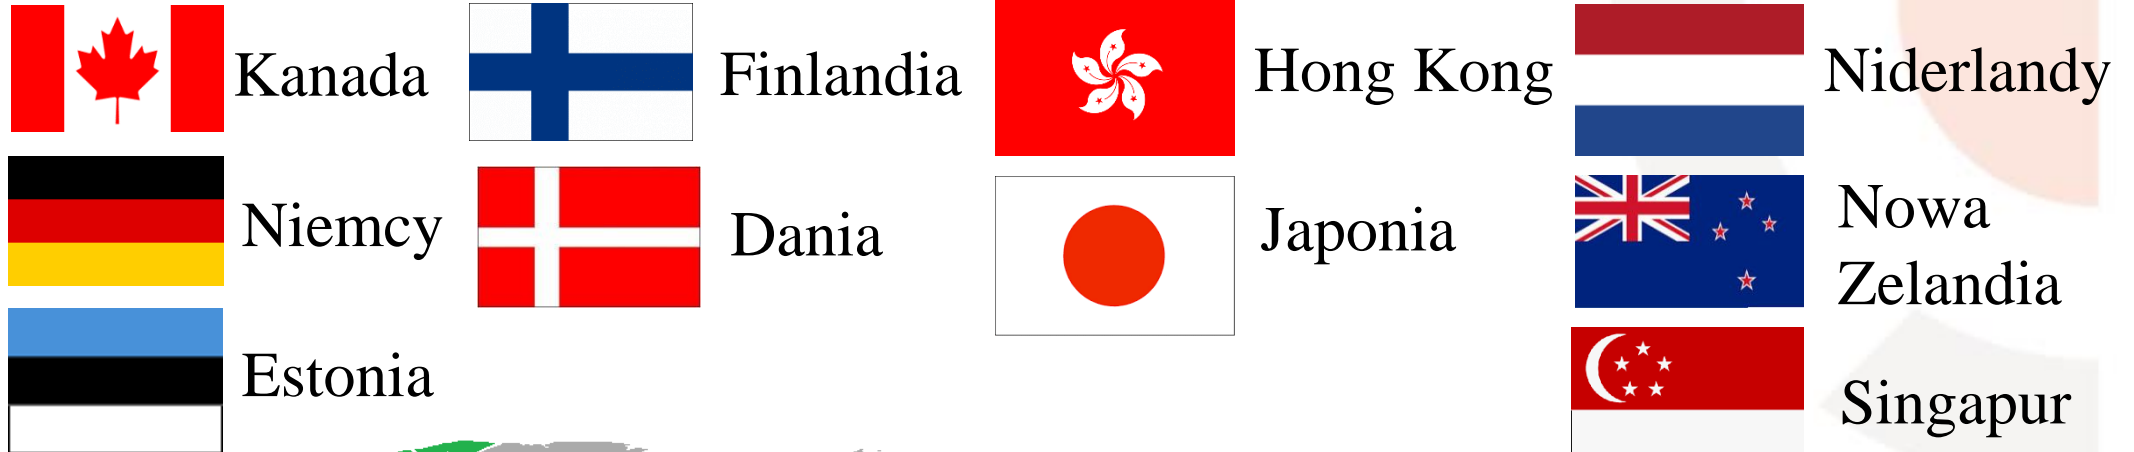 Kanada
Finlandia
Hong Kong
Niderlandy
Niemcy
Dania
Japonia
Nowa
Zelandia
Estonia
Singapur